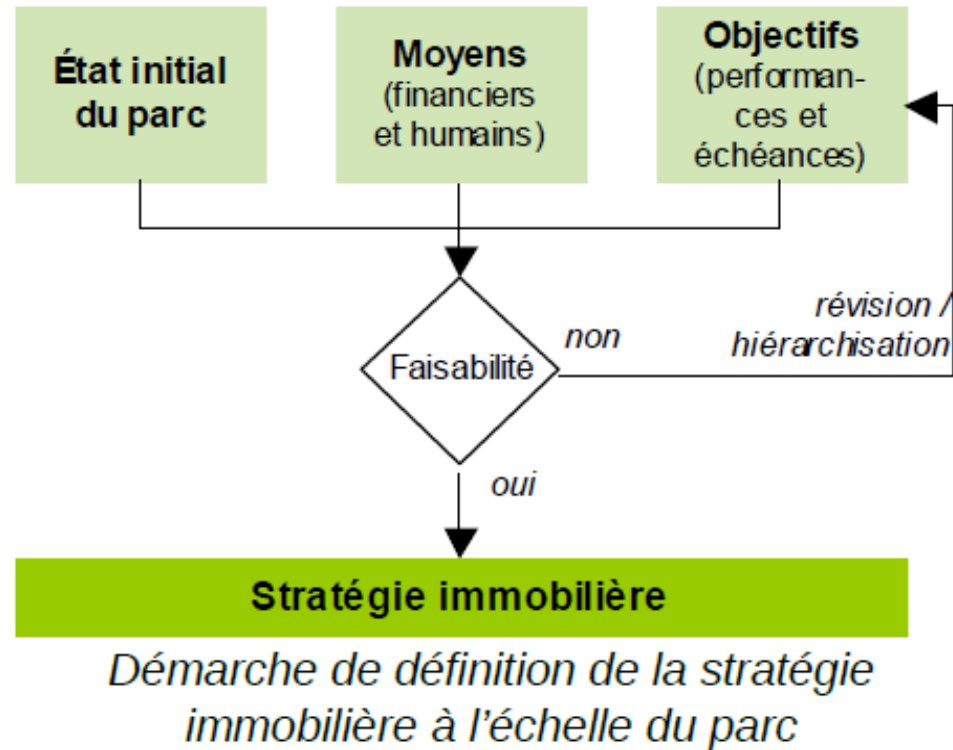 État initial
du parc
Moyens
(financiers
et humains)
Objectifs
(performan-
ces et
échéances)
révision /
hiérarchisation
non
Faisabilité
oui
Stratégie immobilière
Démarche de définition de la stratégie
immobilière à l’échelle du parc